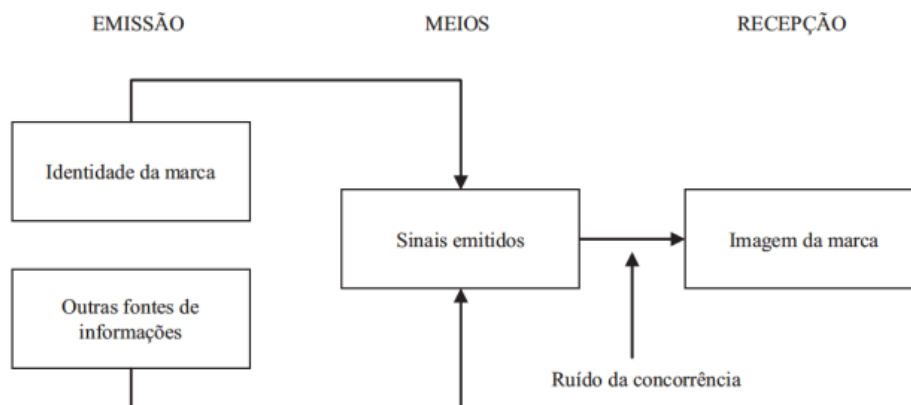 EMISSÃO
MEIOS
RECEPÇÃO
Identidade da marca
Sinais emitidos
Imagem da marca
Outras fontes de
informações
Ruído da concorrência